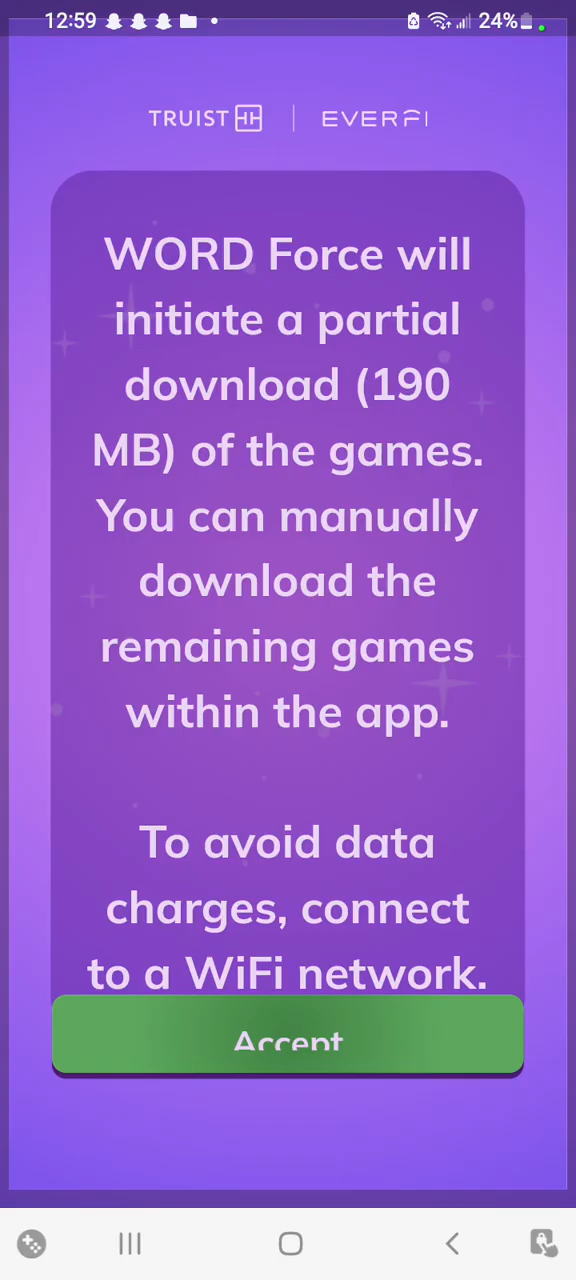 12:59
24%
TRUIST
EVERFI
WORD Force will
initiate a partial
download (190
MB) of the games.
You can manually
download the
remaining games
within the app.
To avoid data
charges, connect
to a WiFi network.
Accept